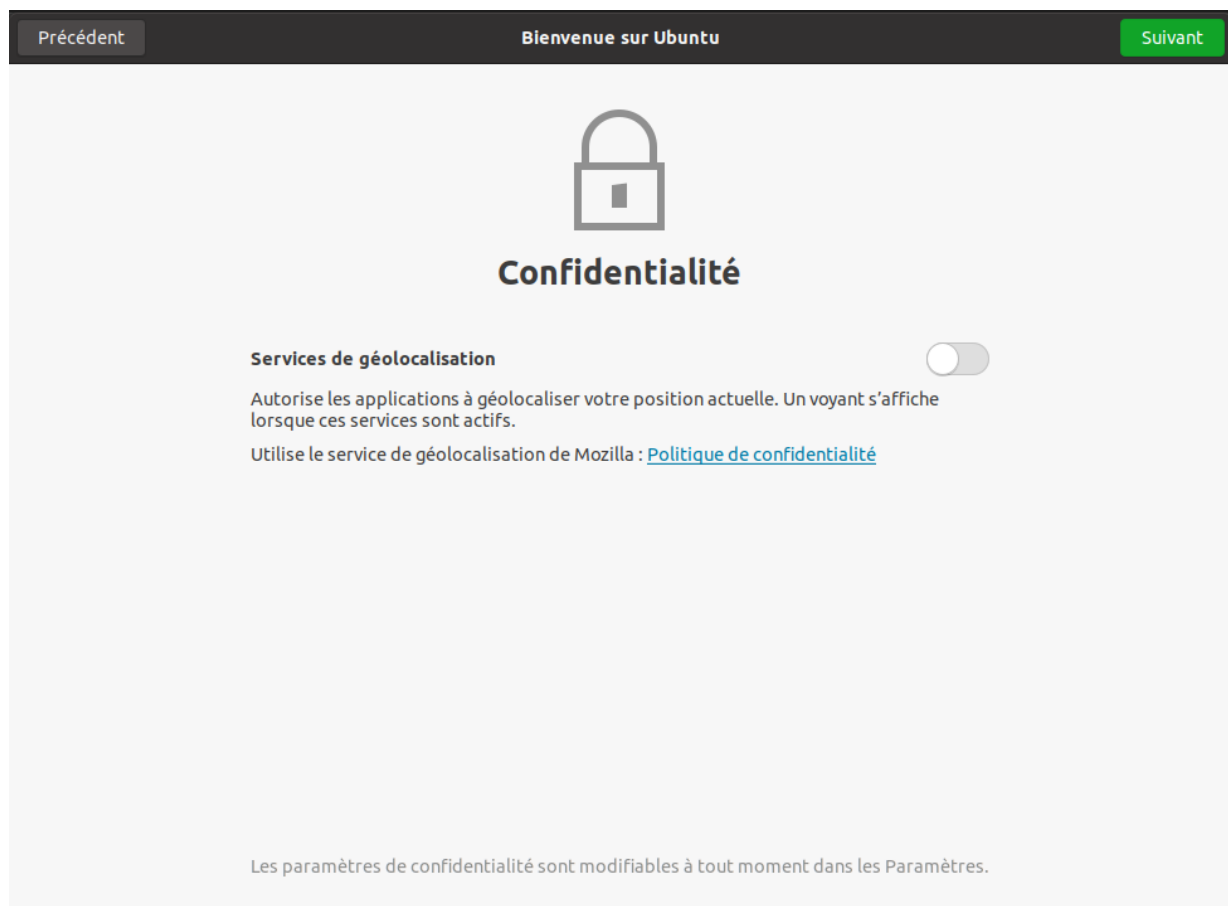 Précédent
Bienvenue sur Ubuntu
Suivant
Confidentialité
Services de géolocalisation
Autorise les applications à géolocaliser votre position actuelle. Un voyant s’affiche
lorsque ces services sont actifs.
Utilise le service de géolocalisation de Mozilla : Politique de confidentialité
Les paramètres de confidentialité sont modifiables à tout moment dans les Paramètres.